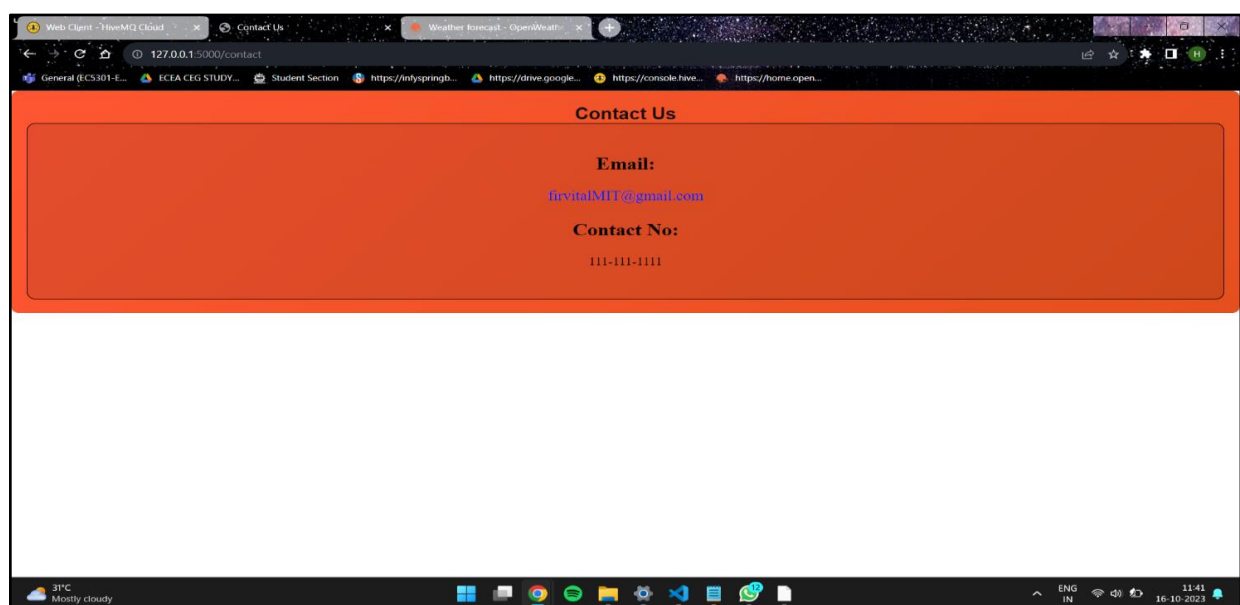 Web Client - HiveMQ Cloud
Contact Us
Weather forecast - OpenWeath
127.0.0.1:5000/contact
General (EC5301-E...
ECEA CEG STUDY...
Student Section
https://infyspringb...
https://drive.google...
https://console.hive...
https://home.open...
Contact Us
Email:
firvitalMIT@gmail.com
Contact No:
111-111-1111
31°C
Mostly cloudy
ENG
IN
11:41
16-10-2023